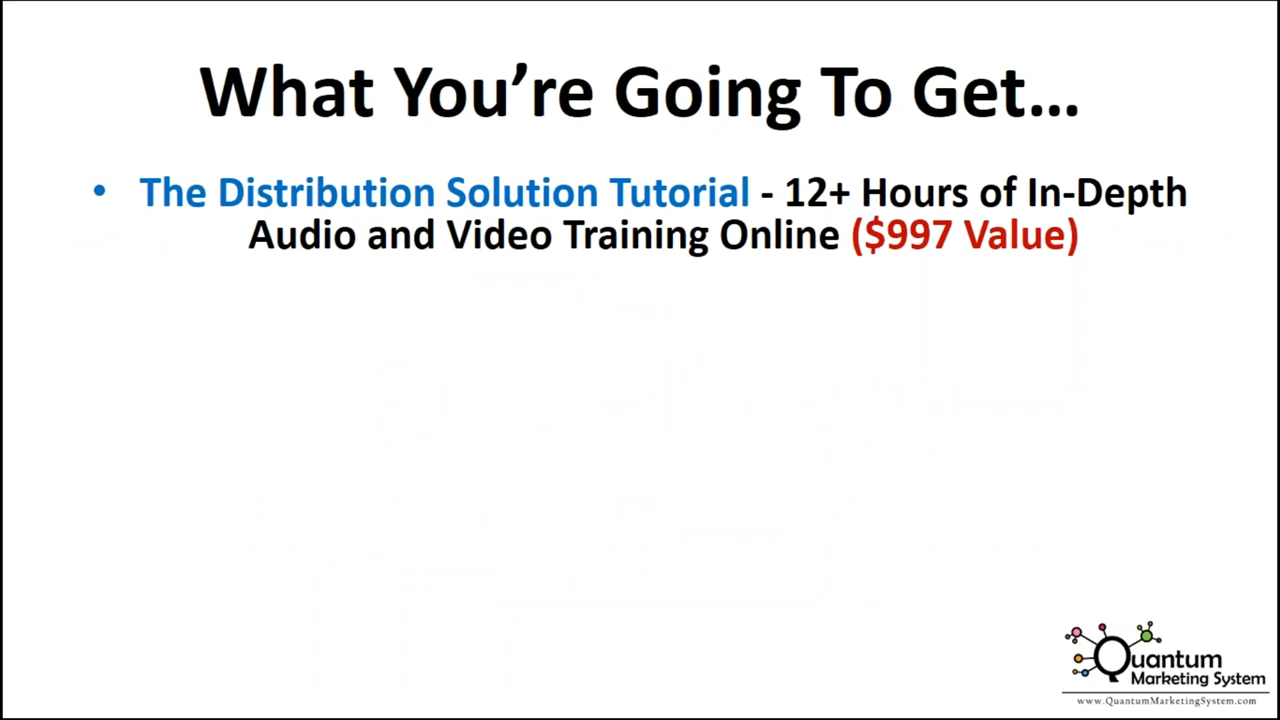 What You’re Going To Get…
• The Distribution Solution Tutorial - 12+ Hours of In-Depth
Audio and Video Training Online ($997 Value)
Quantum
Marketing System
www.QuantumMarketingSystem.com